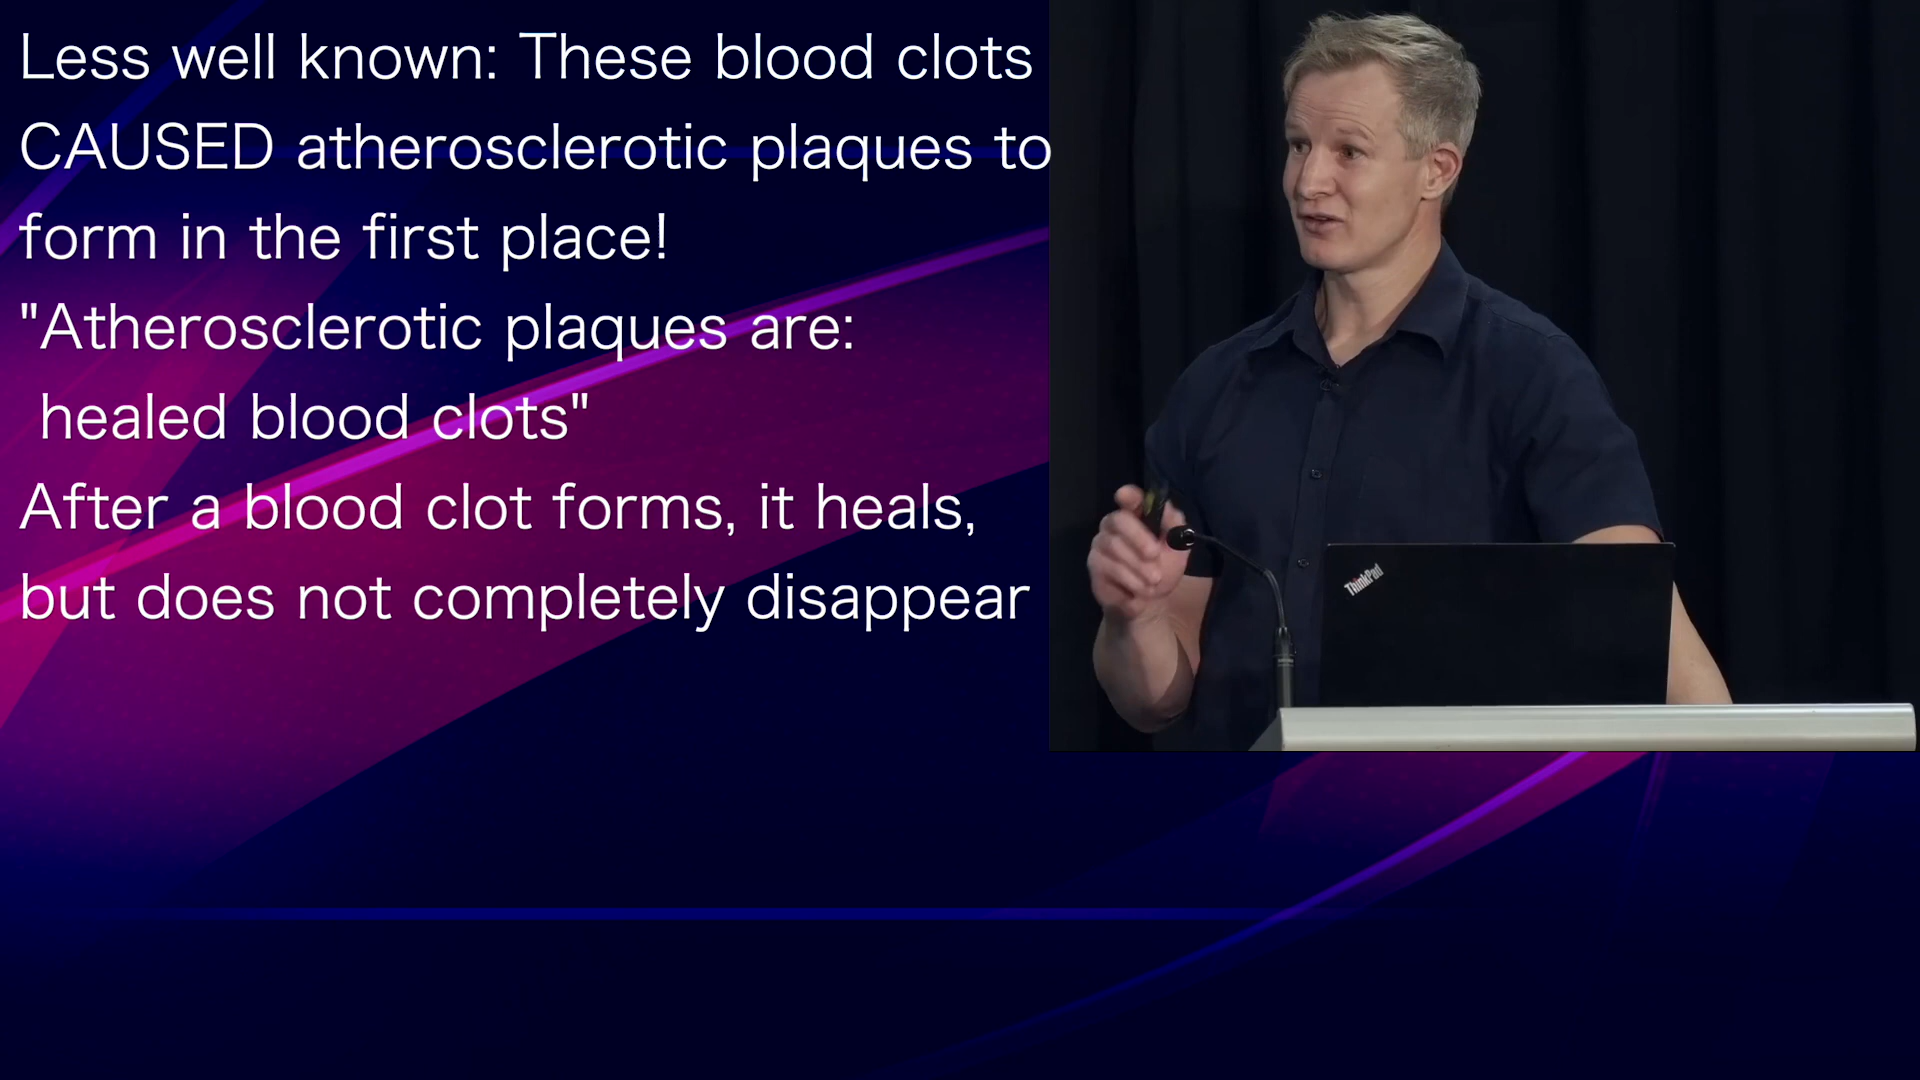 Less well known: These blood clots
CAUSED atherosclerotic plaques to
form in the first place!
"Atherosclerotic plaques are:
healed blood clots"
After a blood clot forms, it heals,
but does not completely disappear
ThinkPad